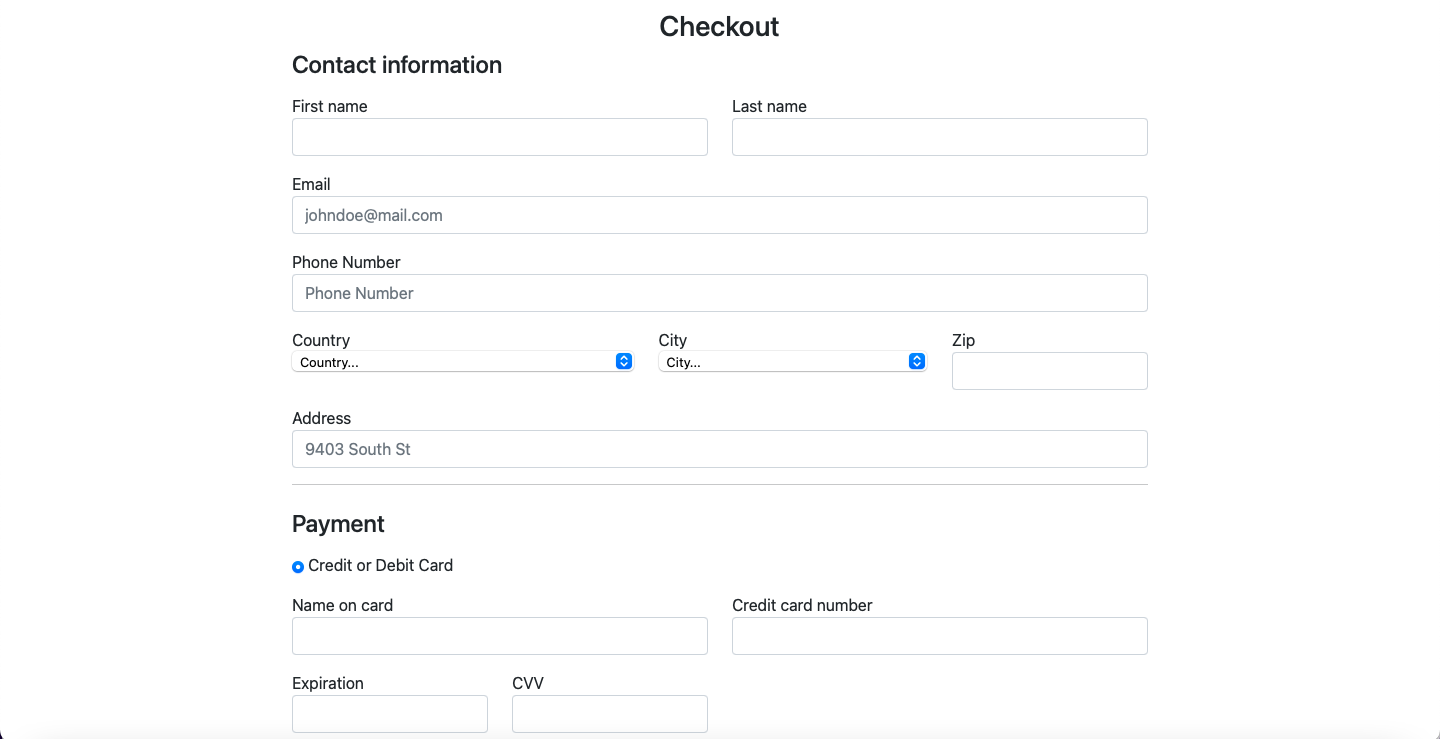 Checkout
Contact information
First name Last name
Email
johndoe@mail.com
Phone Number
Phone Number
Country City Zip
Country... City...
Address
9403 South St
Payment
Credit or Debit Card
Name on card Credit card number
Expiration CVV